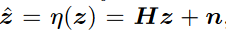 ẑ = η(z) = Hz + n,